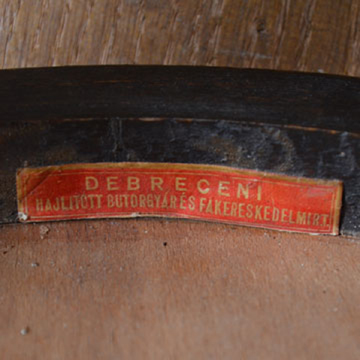 DEBRECENI
HAJLITOTT BUTORGYÁR ÉS FAKERESKEDELMI RT